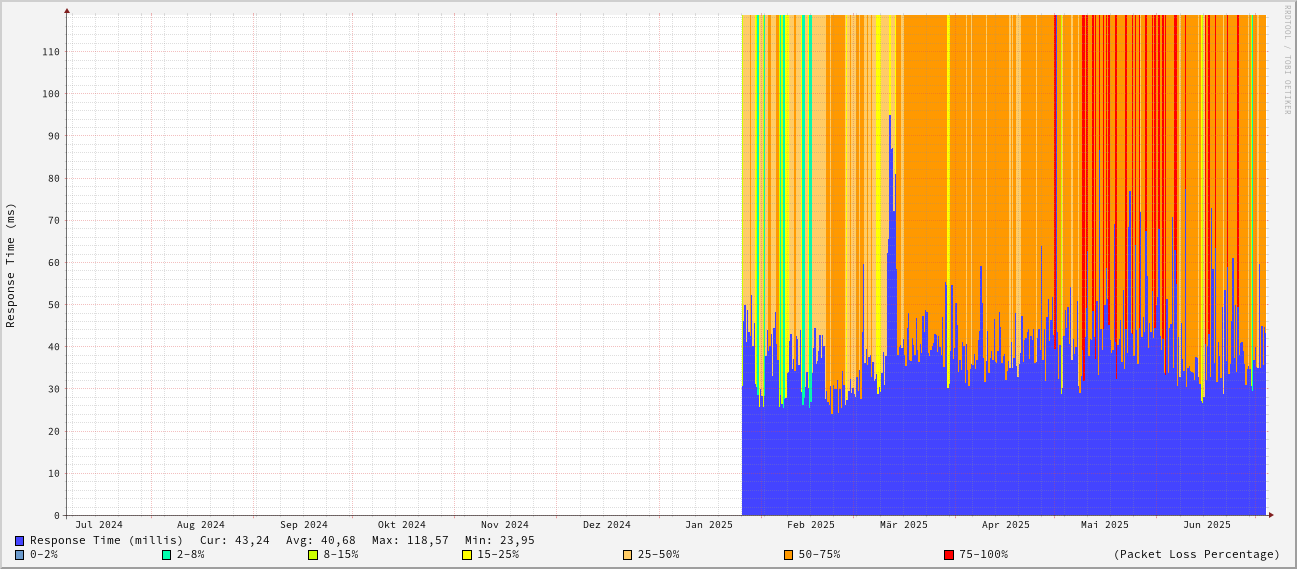 RRDTOOL / TOBI OETIKER
Response Time (ms)
110
100
90
80
70
60
50
40
30
20
10
0
Jul 2024 Aug 2024 Sep 2024 Okt 2024 Nov 2024 Dez 2024 Jan 2025 Feb 2025 Mär 2025 Apr 2025 Mai 2025 Jun 2025
Response Time (millis) Cur: 43,24 Avg: 40,68 Max: 118,57 Min: 23,95
0-2% 2-8% 8-15% 15-25% 25-50% 50-75% 75-100% (Packet Loss Percentage)